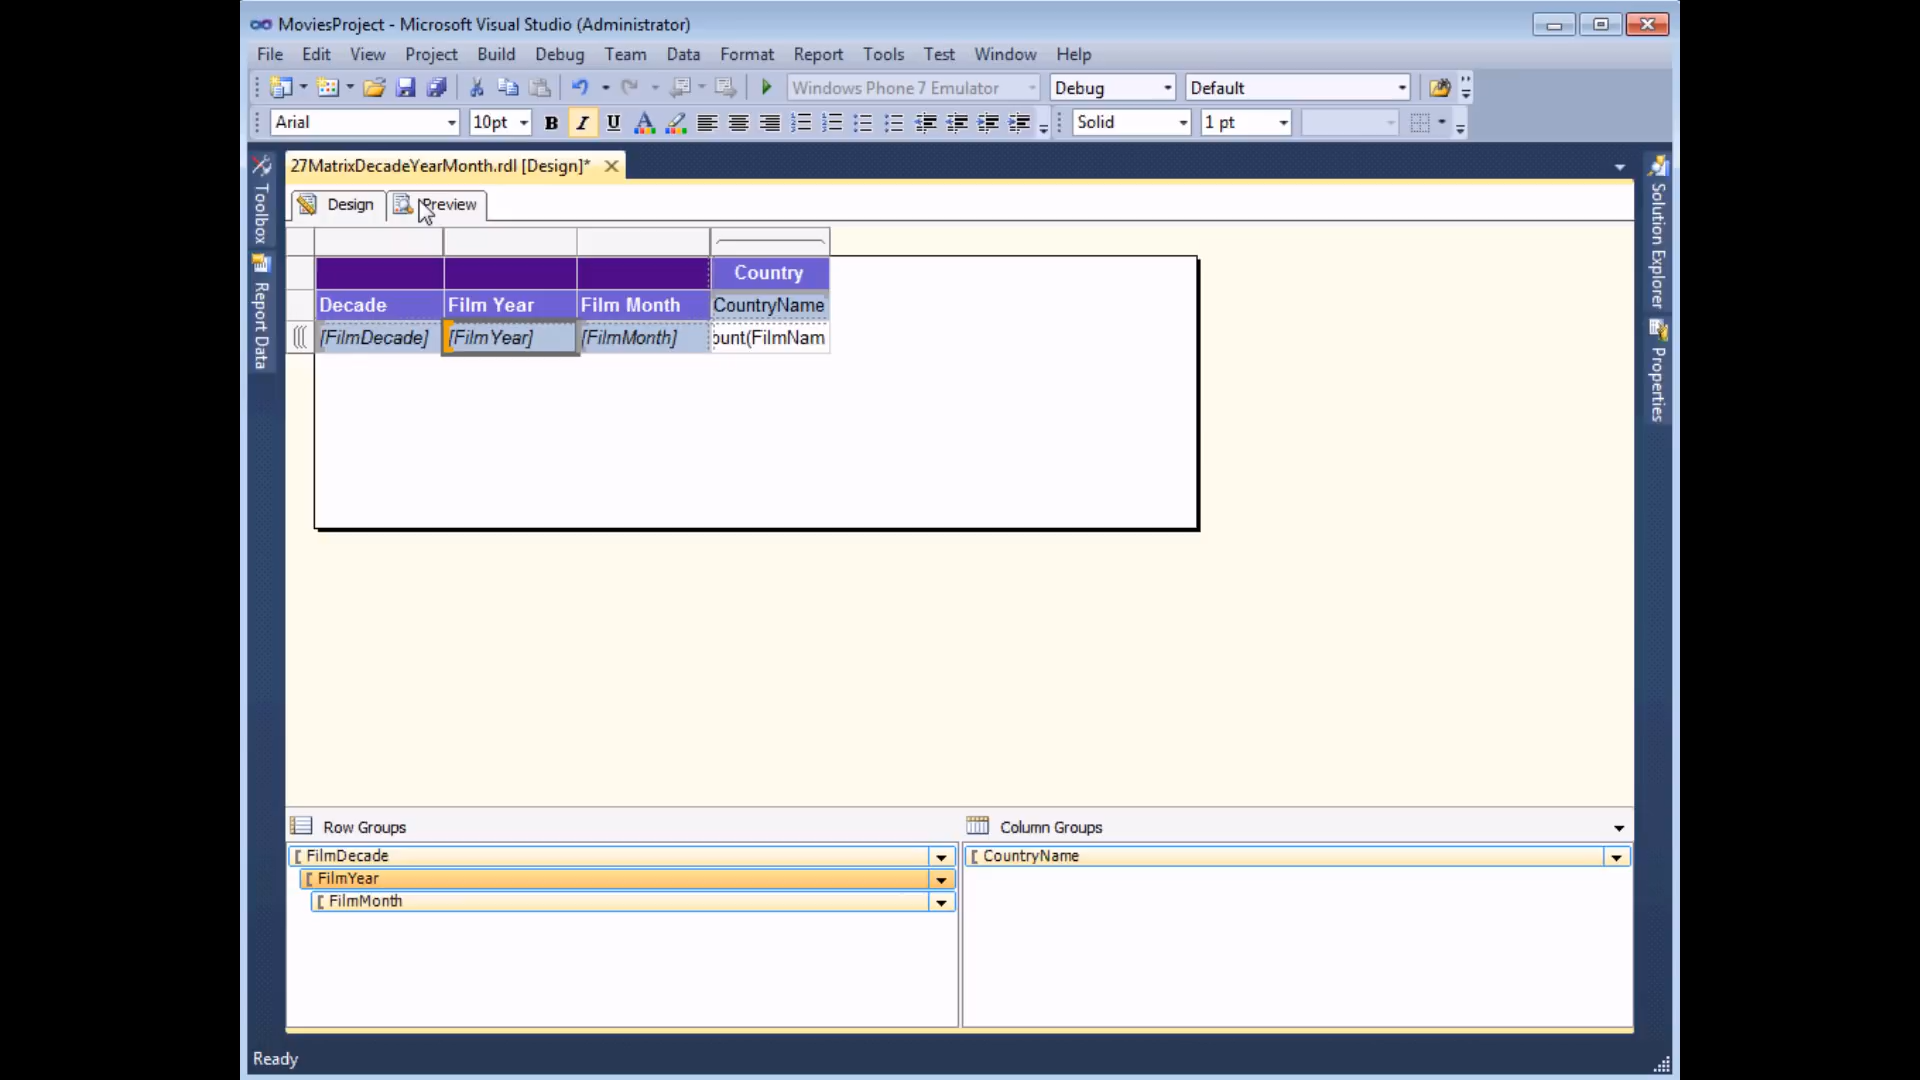 MoviesProject - Microsoft Visual Studio (Administrator)
File Edit View Project Build Debug Team Data Format Report Tools Test Window Help
Windows Phone 7 Emulator Debug Default
Arial 10pt B I U A Solid 1 pt
27MatrixDecadeYearMonth.rdl [Design]*
Design Preview
Toolbox
Report Data
Solution Explorer
Properties
Country
Decade Film Year Film Month CountryName
[FilmDecade] [FilmYear] [FilmMonth] ount(FilmNam
Row Groups
[ FilmDecade
[ FilmYear
[ FilmMonth
Column Groups
[ CountryName
Ready